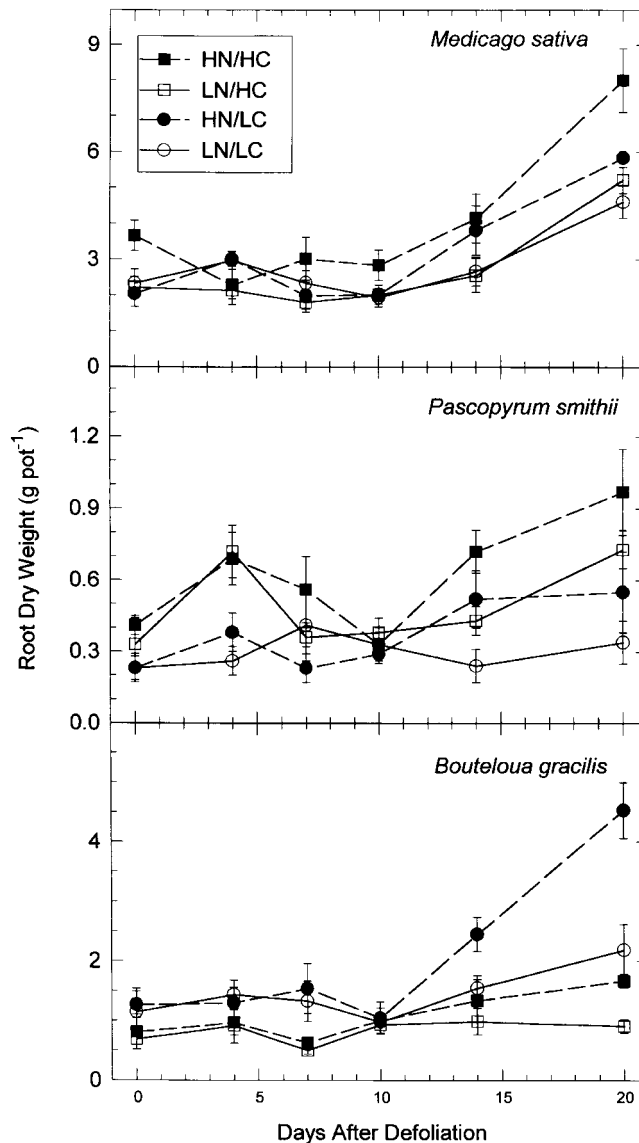 9
6
3
0
Medicago sativa
HN/HC
LN/HC
HN/LC
LN/LC
Root Dry Weight (g pot⁻¹)
1.2
0.9
0.6
0.3
0.0
Pascopyrum smithii
4
2
0
Bouteloua gracilis
0 5 10 15 20
Days After Defoliation